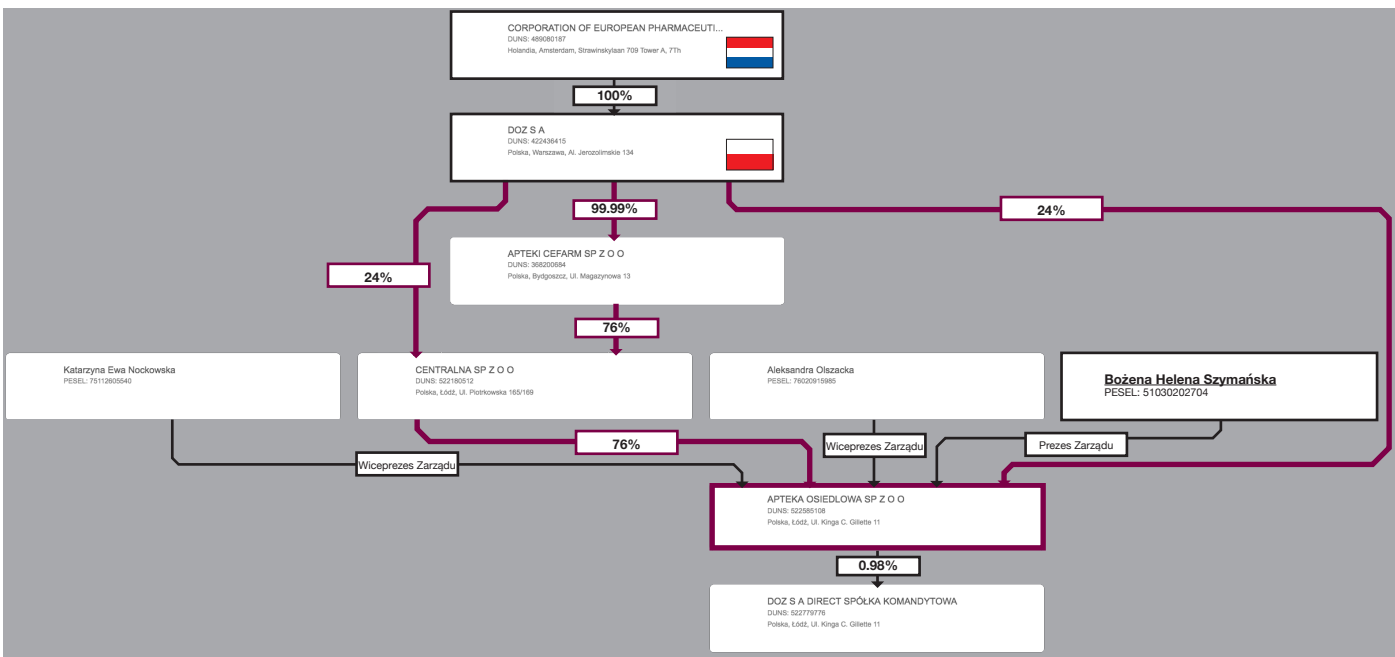 CORPORATION OF EUROPEAN PHARMACEUTI...
DUNS: 489080187
Holandia, Amsterdam, Strawinskylaan 709 Tower A, 7Th
100%
DOZ S A
DUNS: 422436415
Polska, Warszawa, Al. Jerozolimskie 134
99.99%
24%
APTEKI CEFARM SP Z O O
DUNS: 368200684
Polska, Bydgoszcz, Ul. Magazynowa 13
24%
76%
Katarzyna Ewa Nockowska
PESEL: 75112605540
CENTRALNA SP Z O O
DUNS: 522180512
Polska, Łódź, Ul. Piotrkowska 165/169
Aleksandra Olszacka
PESEL: 76020915985
Bożena Helena Szymańska
PESEL: 51030202704
76%
Wiceprezes Zarządu
Prezes Zarządu
Wiceprezes Zarządu
APTEKA OSIEDLOWA SP Z O O
DUNS: 522585108
Polska, Łódź, Ul. Kinga C. Gillette 11
0.98%
DOZ S A DIRECT SPÓŁKA KOMANDYTOWA
DUNS: 522779776
Polska, Łódź, Ul. Kinga C. Gillette 11